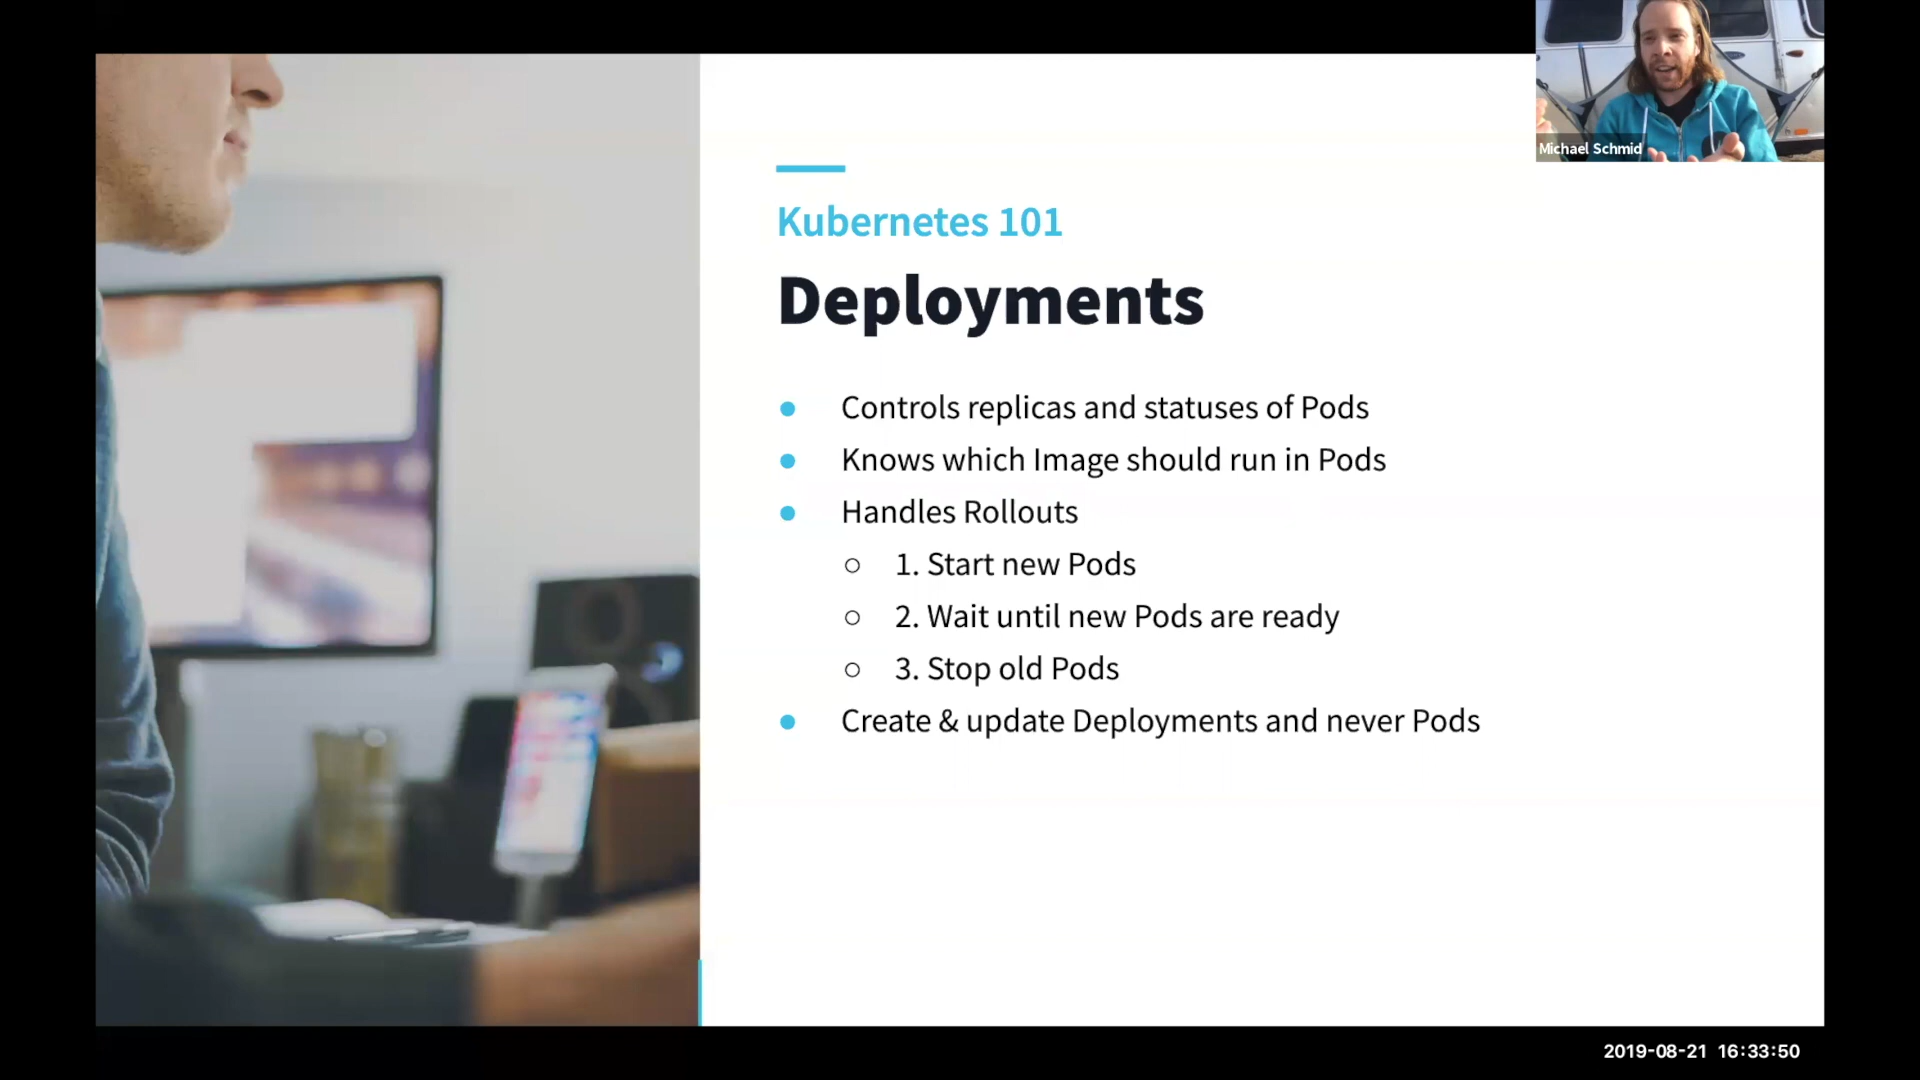 Michael Schmid
Kubernetes 101
Deployments
Controls replicas and statuses of Pods
Knows which Image should run in Pods
Handles Rollouts
1. Start new Pods
2. Wait until new Pods are ready
3. Stop old Pods
Create & update Deployments and never Pods
2019-08-21 16:33:50